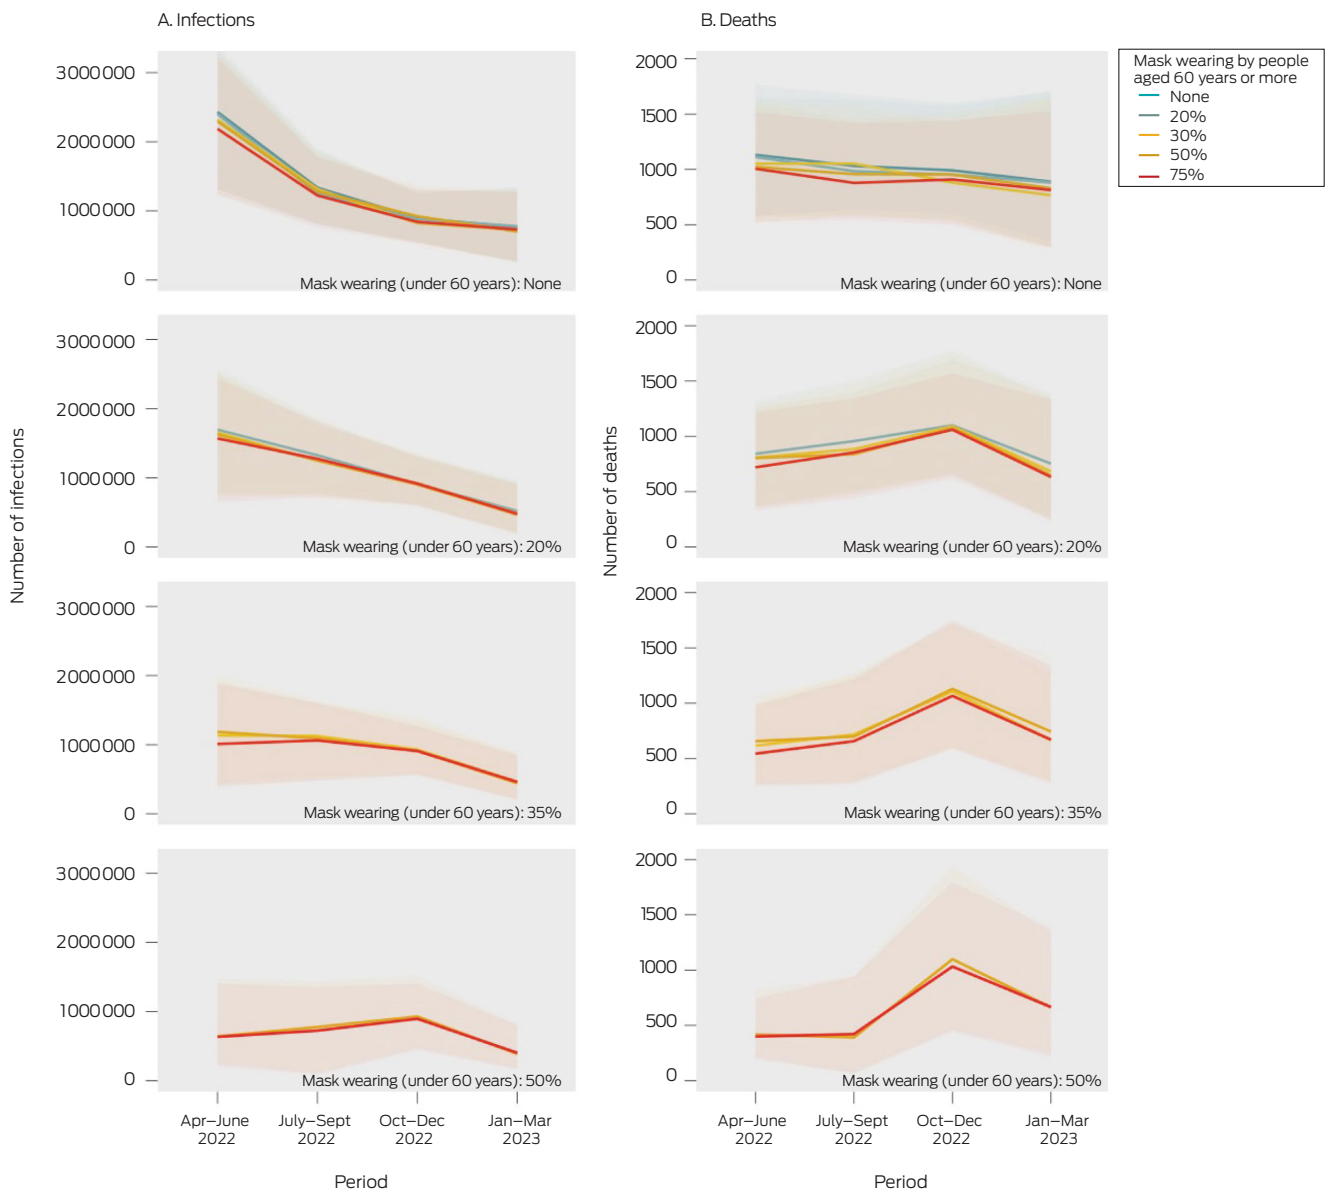 A. Infections
B. Deaths
Mask wearing by people
aged 60 years or more
None
20%
30%
50%
75%
Number of infections
3000000
2000000
1000000
0
Mask wearing (under 60 years): None
Number of deaths
2000
1500
1000
500
0
Mask wearing (under 60 years): None
3000000
2000000
1000000
0
Mask wearing (under 60 years): 20%
2000
1500
1000
500
0
Mask wearing (under 60 years): 20%
3000000
2000000
1000000
0
Mask wearing (under 60 years): 35%
2000
1500
1000
500
0
Mask wearing (under 60 years): 35%
3000000
2000000
1000000
0
Mask wearing (under 60 years): 50%
2000
1500
1000
500
0
Mask wearing (under 60 years): 50%
Apr–June
2022
July–Sept
2022
Oct–Dec
2022
Jan–Mar
2023
Period
Apr–June
2022
July–Sept
2022
Oct–Dec
2022
Jan–Mar
2023
Period